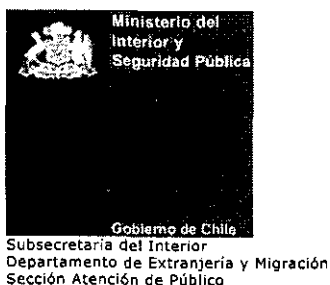 Ministerio del
Interior y
Seguridad Pública
Gobierno de Chile
Subsecretaría del Interior
Departamento de Extranjería y Migración
Sección Atención de Público